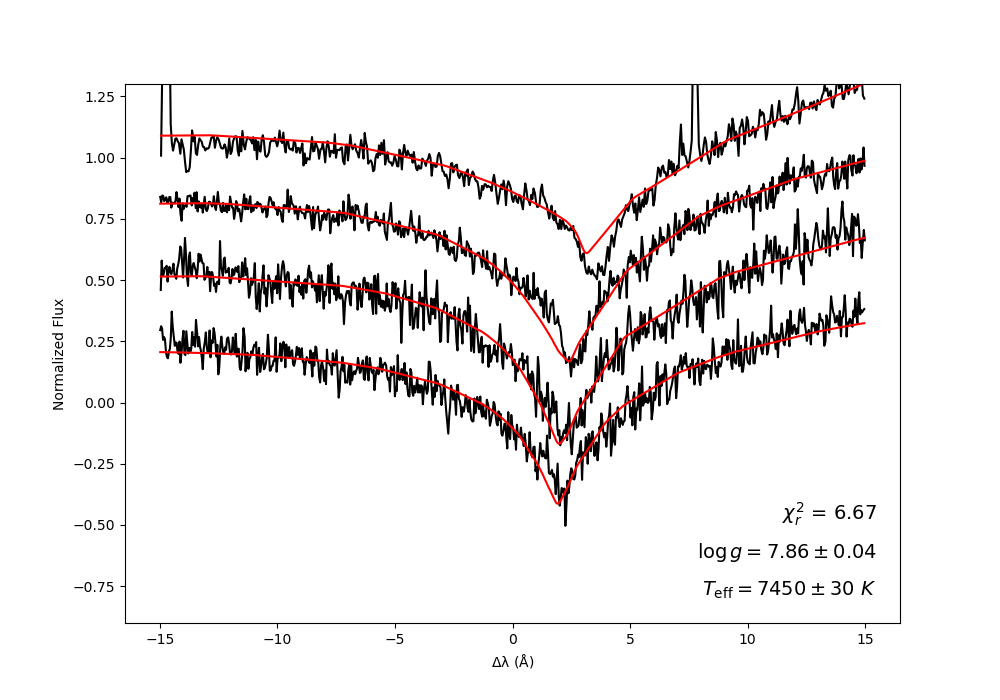 1.25
1.00
0.75
0.50
0.25
0.00
−0.25
−0.50
−0.75
Normalized Flux
χ²ᵣ = 6.67
log g = 7.86 ± 0.04
T_eff = 7450 ± 30 K
−15 −10 −5 0 5 10 15
Δλ (Å)